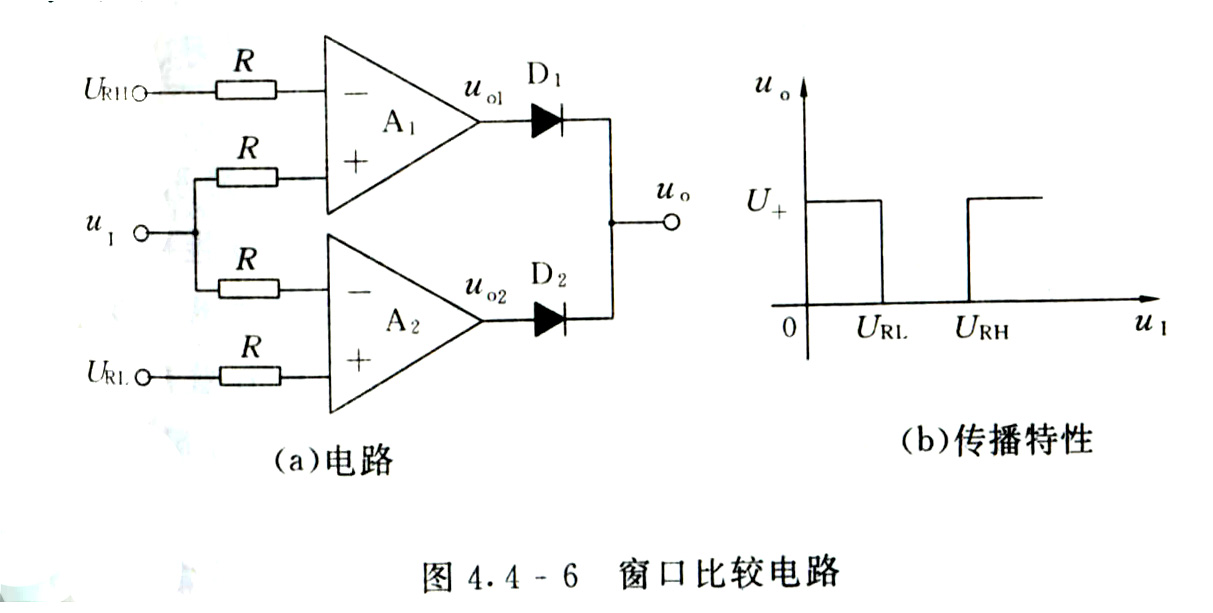 R
U_RH
A₁
−
+
u_o1
D₁
R
u_I
R
u_o
A₂
−
+
u_o2
D₂
R
U_RL
(a)电路
u_o
U₊
0
U_RL
U_RH
u_I
(b)传播特性
图 4.4 - 6 窗口比较电路